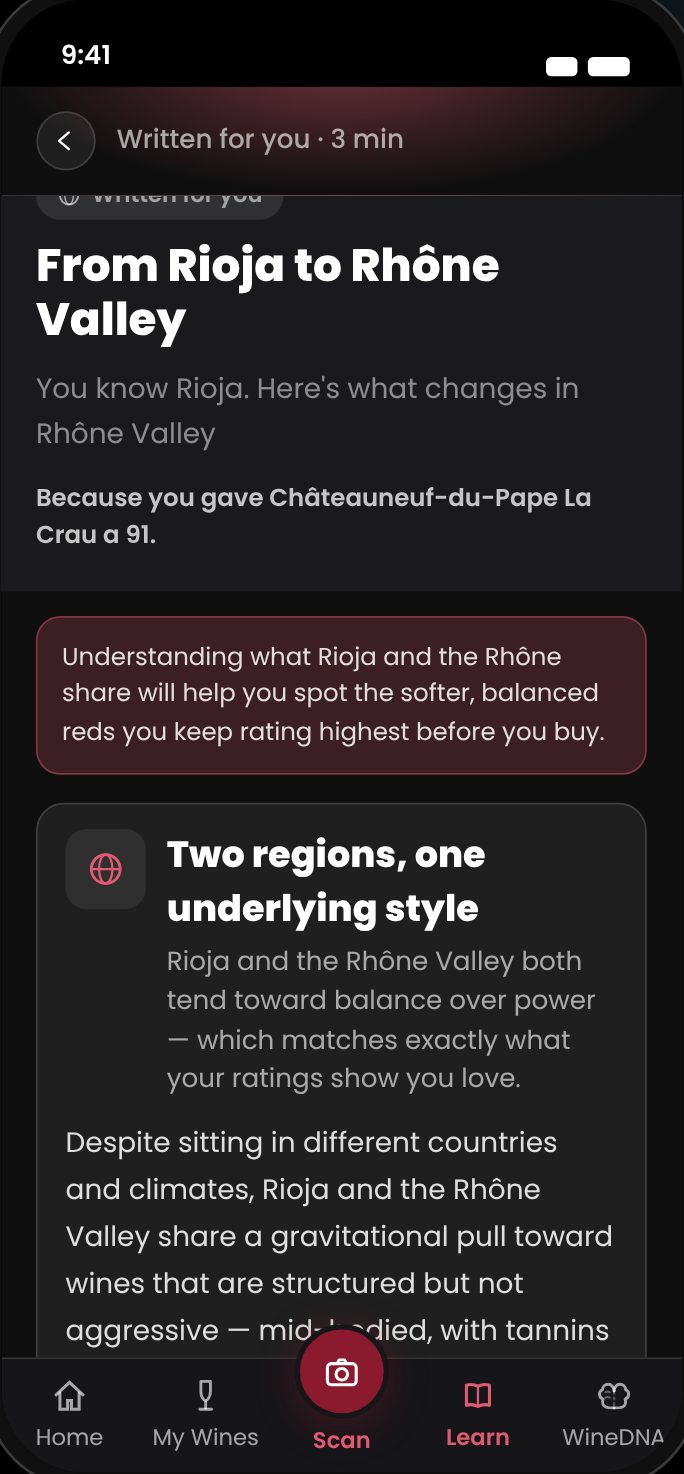 9:41
Written for you · 3 min
Written for you
From Rioja to Rhône
Valley
You know Rioja. Here's what changes in
Rhône Valley
Because you gave Châteauneuf-du-Pape La
Crau a 91.
Understanding what Rioja and the Rhône
share will help you spot the softer, balanced
reds you keep rating highest before you buy.
Two regions, one
underlying style
Rioja and the Rhône Valley both
tend toward balance over power
— which matches exactly what
your ratings show you love.
Despite sitting in different countries
and climates, Rioja and the Rhône
Valley share a gravitational pull toward
wines that are structured but not
aggressive — mid-bodied, with tannins
Home
My Wines
Scan
Learn
WineDNA